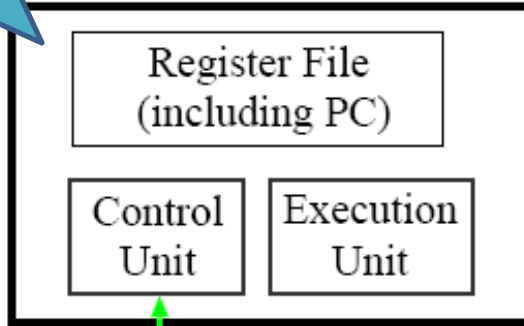 Register File
(including PC)
Control
Unit
Execution
Unit